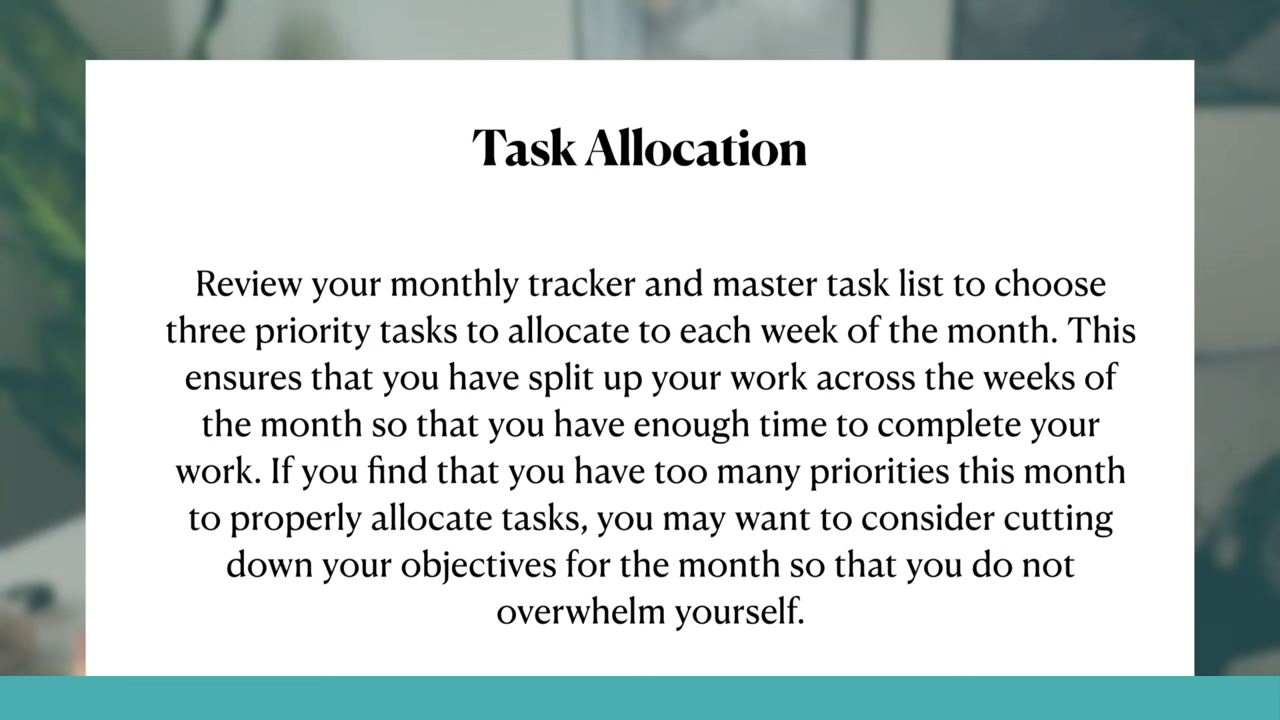 Task Allocation
Review your monthly tracker and master task list to choose
three priority tasks to allocate to each week of the month. This
ensures that you have split up your work across the weeks of
the month so that you have enough time to complete your
work. If you find that you have too many priorities this month
to properly allocate tasks, you may want to consider cutting
down your objectives for the month so that you do not
overwhelm yourself.